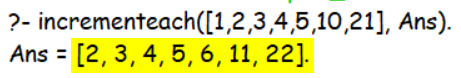 ?- incrementeach([1,2,3,4,5,10,21], Ans).
Ans = [2, 3, 4, 5, 6, 11, 22].